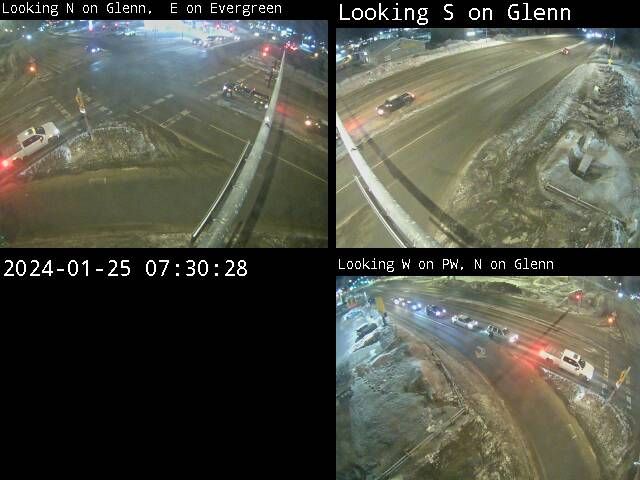 Looking N on Glenn,  E on Evergreen
Looking S on Glenn
2024-01-25 07:30:28
Looking W on PW, N on Glenn